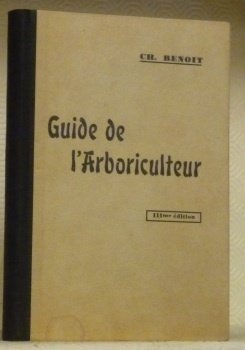 CH. BENOIT
Guide de
l'Arboriculteur
IIIme édition